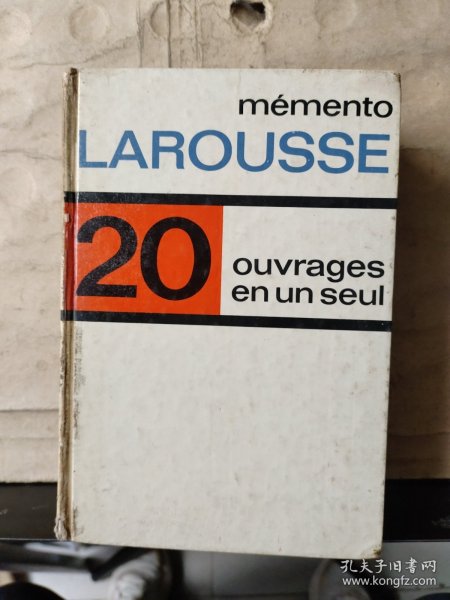 mémento
LAROUSSE
20
ouvrages
en un seul
孔夫子旧书网
www.kongfz.com